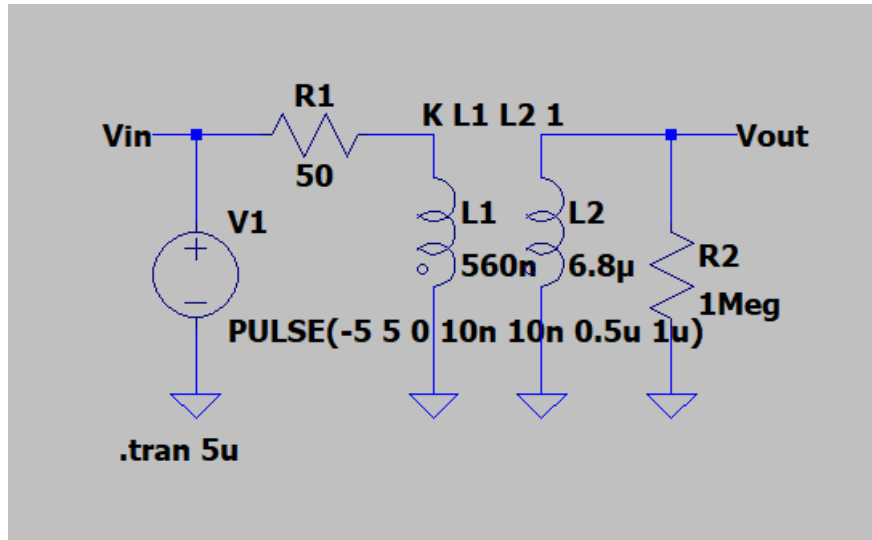 R1
K L1 L2 1
Vin
Vout
50
V1
L1
L2
560n
6.8µ
R2
1Meg
PULSE(-5 5 0 10n 10n 0.5u 1u)
.tran 5u